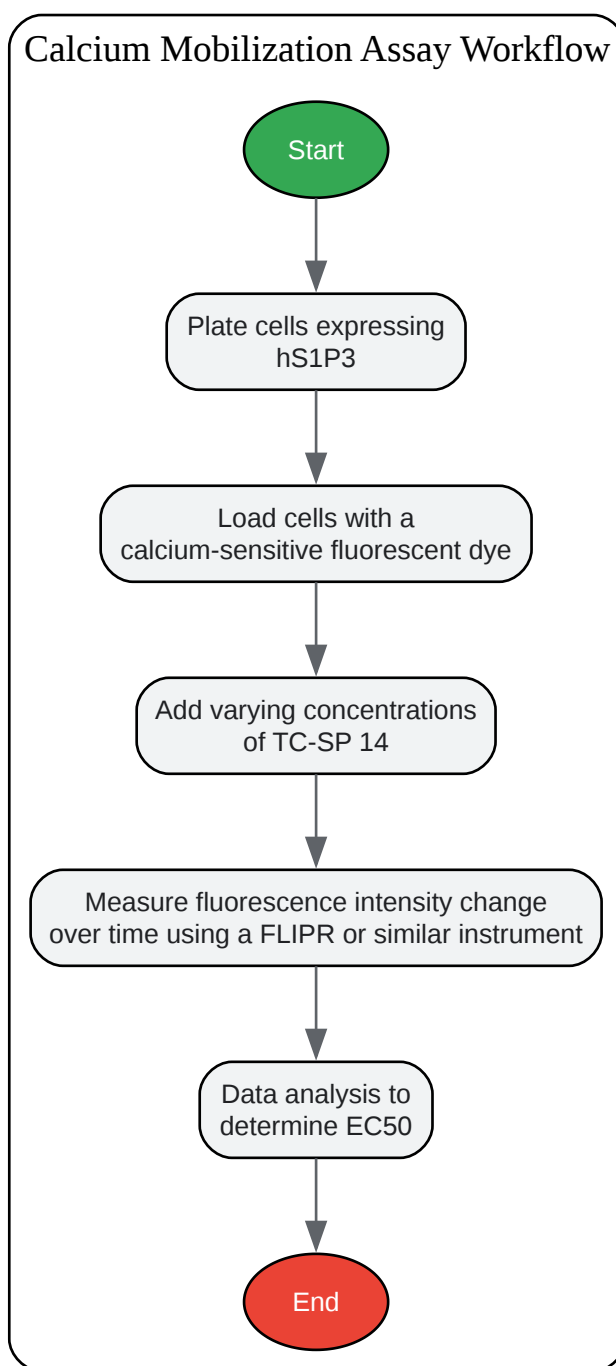 Calcium Mobilization Assay Workflow
Start
Plate cells expressing
hS1P3
Load cells with a
calcium-sensitive fluorescent dye
Add varying concentrations
of TC-SP 14
Measure fluorescence intensity change
over time using a FLIPR or similar instrument
Data analysis to
determine EC50
End